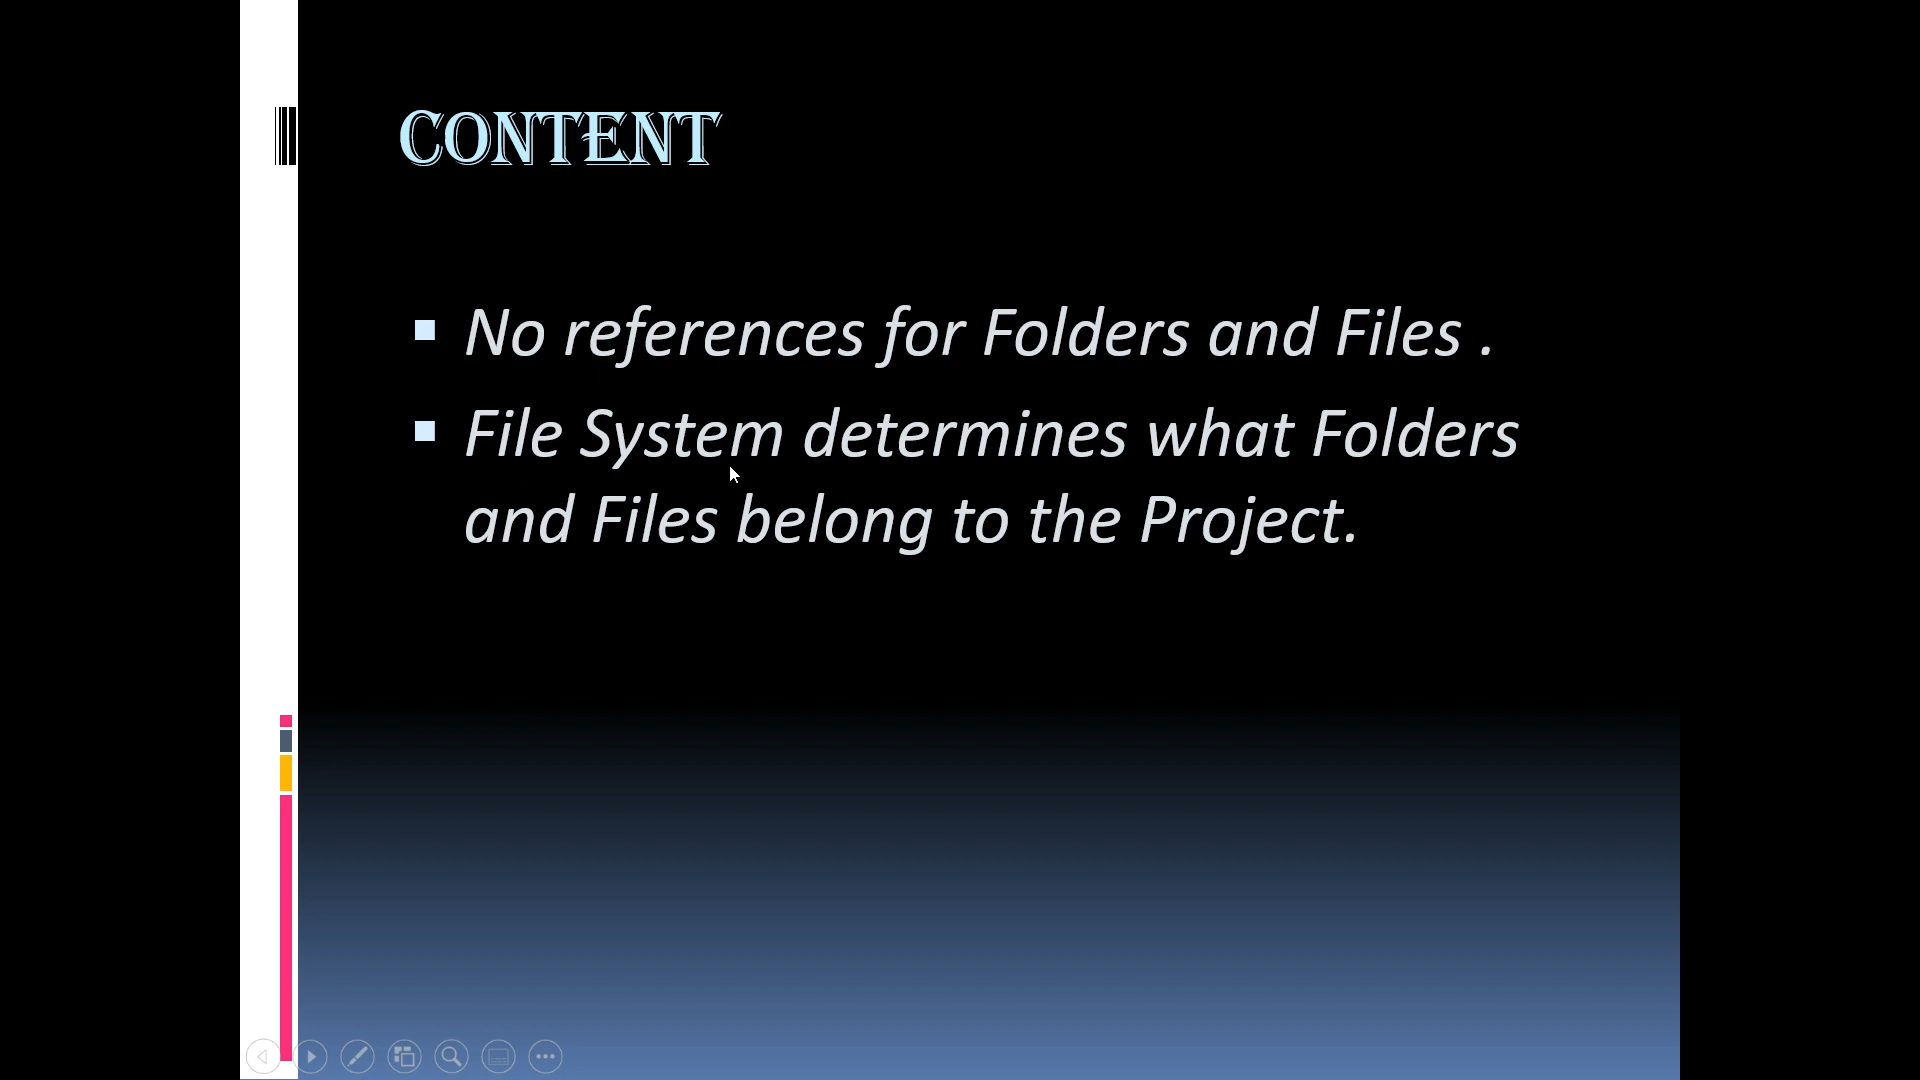 CONTENT
No references for Folders and Files .
File System determines what Folders
and Files belong to the Project.